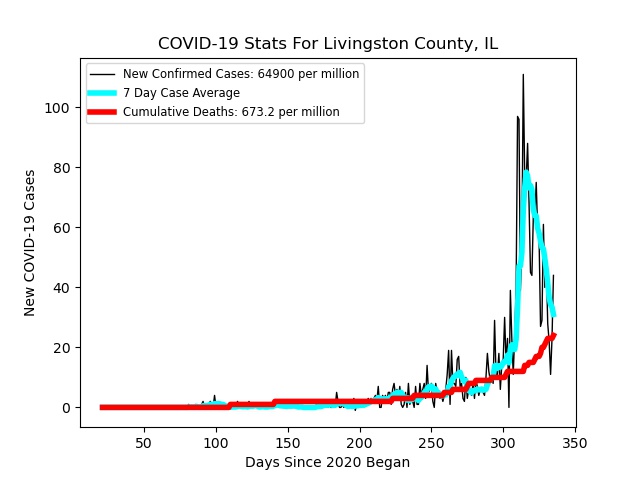 COVID-19 Stats For Livingston County, IL
New Confirmed Cases: 64900 per million
7 Day Case Average
Cumulative Deaths: 673.2 per million
New COVID-19 Cases
100
80
60
40
20
0
50
100
150
200
250
300
350
Days Since 2020 Began